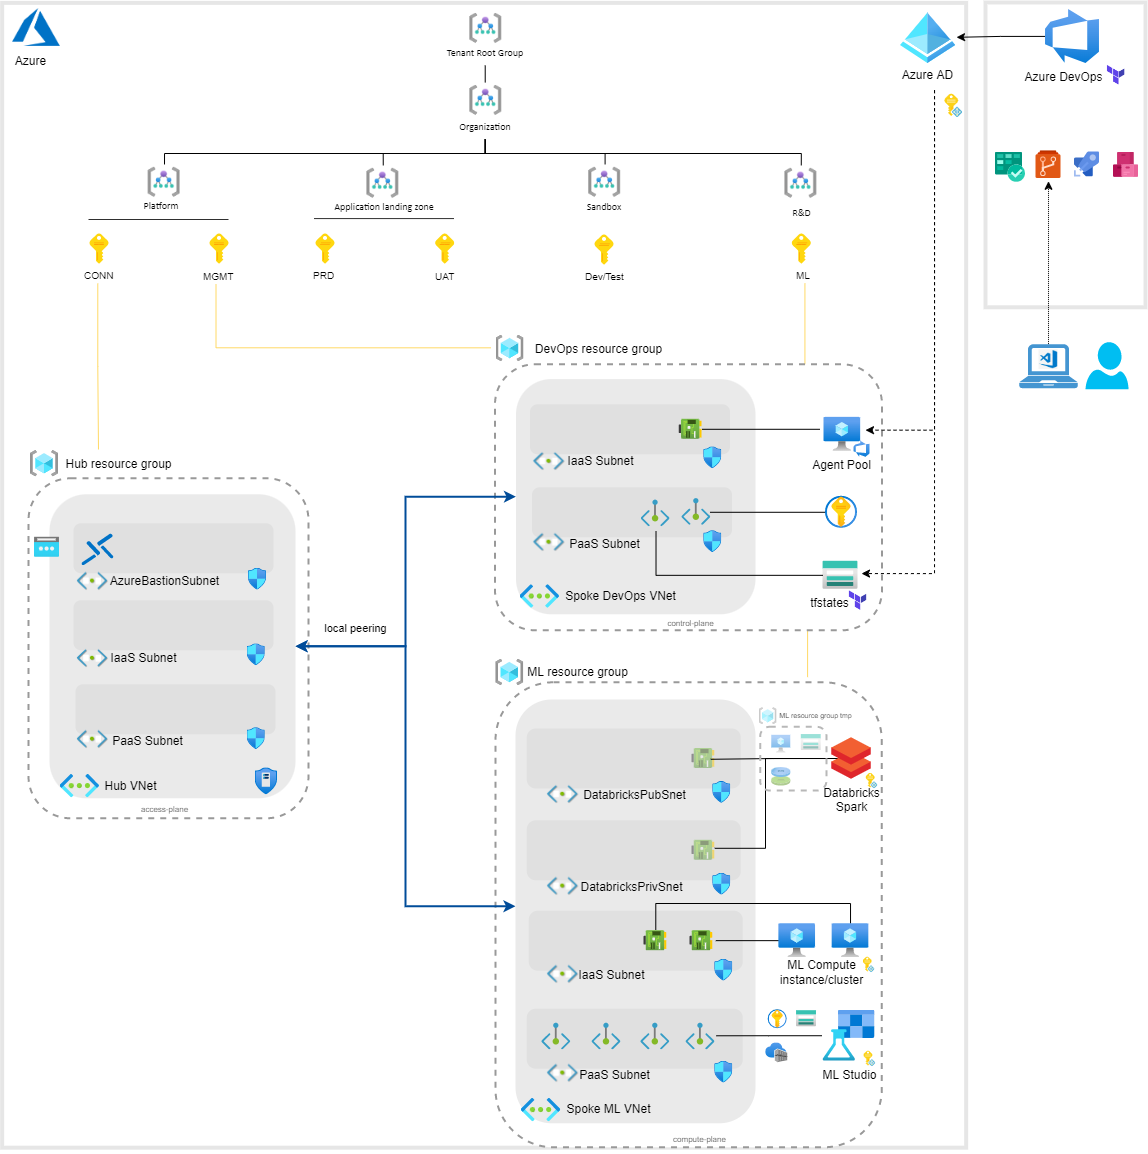 Azure
Tenant Root Group
Organization
Platform
Application landing zone
Sandbox
R&D
CONN
MGMT
PRD
UAT
Dev/Test
ML
Azure AD
Azure DevOps
DevOps resource group
IaaS Subnet
Agent Pool
PaaS Subnet
tfstates
Spoke DevOps VNet
control-plane
Hub resource group
AzureBastionSubnet
IaaS Subnet
PaaS Subnet
Hub VNet
access-plane
local peering
ML resource group
ML resource group tmp
DatabricksPubSnet
Databricks
Spark
DatabricksPrivSnet
IaaS Subnet
ML Compute
instance/cluster
PaaS Subnet
ML Studio
Spoke ML VNet
compute-plane